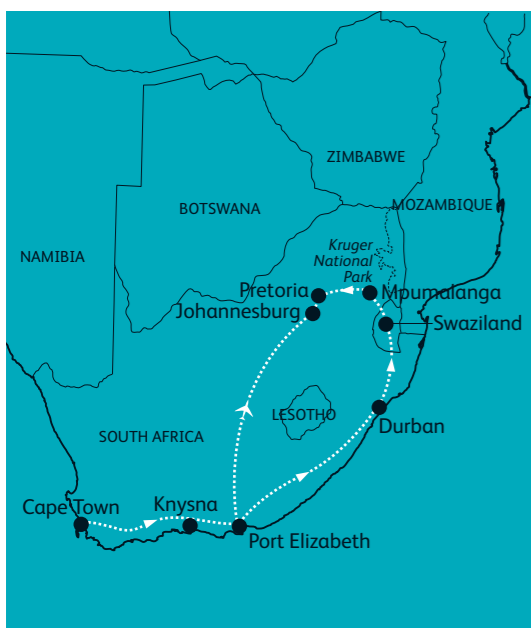 ZIMBABWE
BOTSWANA
MOZAMBIQUE
NAMIBIA
Kruger
National
Park
Pretoria
Mpumalanga
Johannesburg
Swaziland
LESOTHO
Durban
SOUTH AFRICA
Cape Town
Knysna
Port Elizabeth